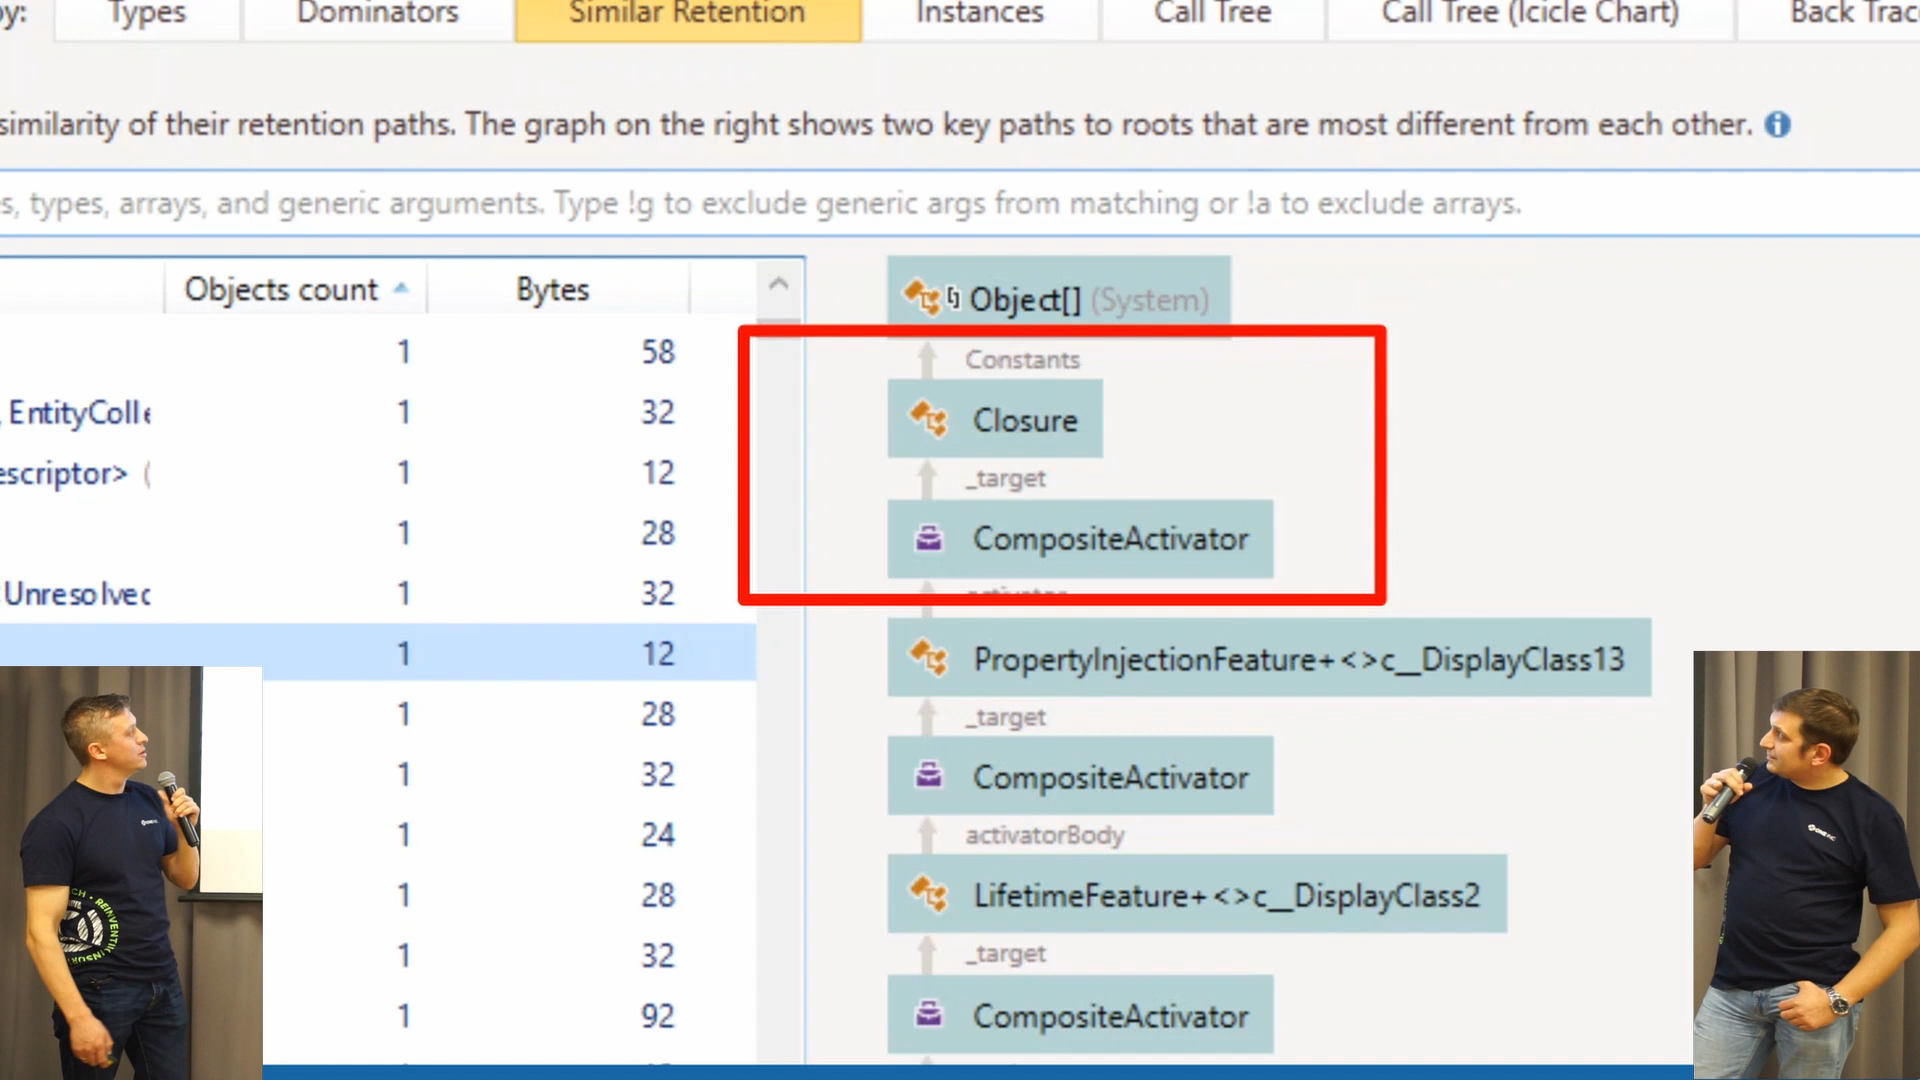 by:
Types
Dominators
Similar Retention
Instances
Call Tree
Call Tree (Icicle Chart)
Back Trac
similarity of their retention paths. The graph on the right shows two key paths to roots that are most different from each other.
s, types, arrays, and generic arguments. Type !g to exclude generic args from matching or !a to exclude arrays.
Objects count Bytes
1 58
, EntityColle 1 32
escriptor> ( 1 12
1 28
Unresolved 1 32
1 12
1 28
1 32
1 24
1 28
1 32
1 92
[] Object[] (System)
Constants
Closure
_target
CompositeActivator
PropertyInjectionFeature+<>c__DisplayClass13
_target
CompositeActivator
activatorBody
LifetimeFeature+<>c__DisplayClass2
_target
CompositeActivator